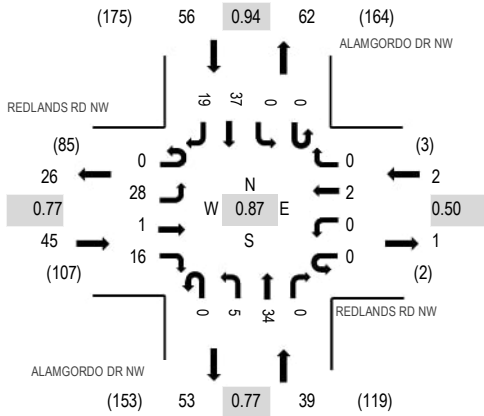 (175) 56 0.94 62 (164)
ALAMGORDO DR NW
19 37 0 0
REDLANDS RD NW
(85) 0 0 (3)
26 28 N 2 2
0.77 W 0.87 E 0.50
45 1 S 0 1
(107) 16 0 (2)
0 5 34 0
REDLANDS RD NW
ALAMGORDO DR NW
(153) 53 0.77 39 (119)